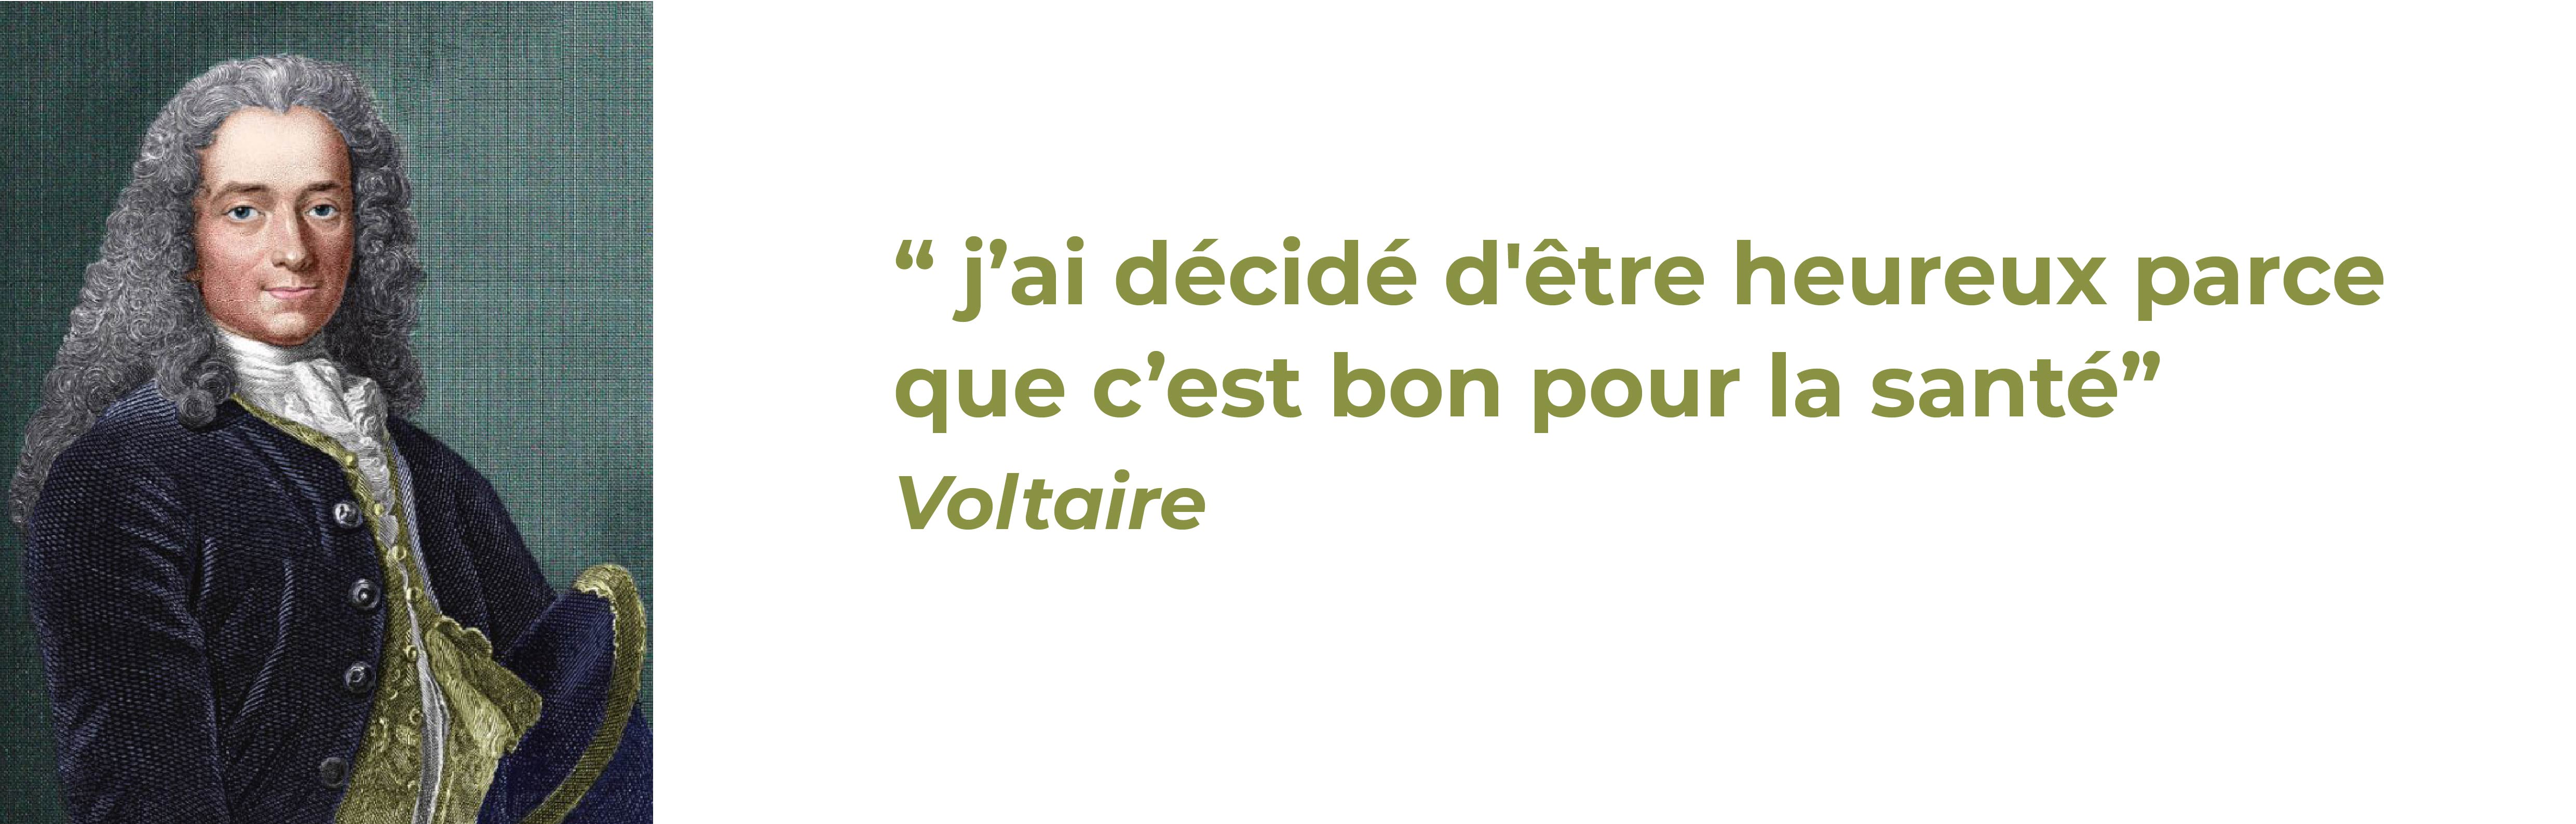 “ j’ai décidé d'être heureux parce
que c’est bon pour la santé”
Voltaire